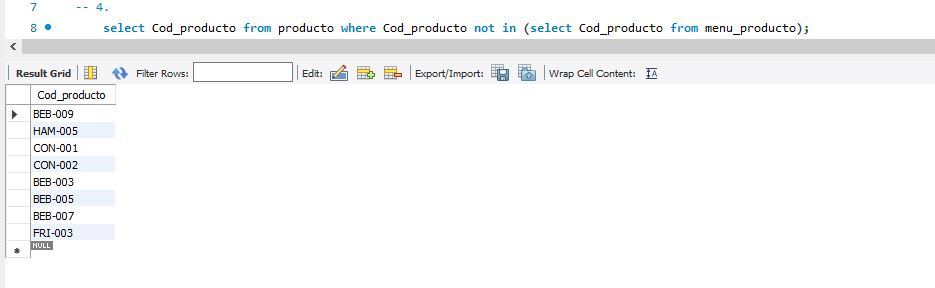 7 -- 4.
8 select Cod_producto from producto where Cod_producto not in (select Cod_producto from menu_producto);
Result Grid Filter Rows: Edit: Export/Import: Wrap Cell Content: IA
Cod_producto
BEB-009
HAM-005
CON-001
CON-002
BEB-003
BEB-005
BEB-007
FRI-003
NULL